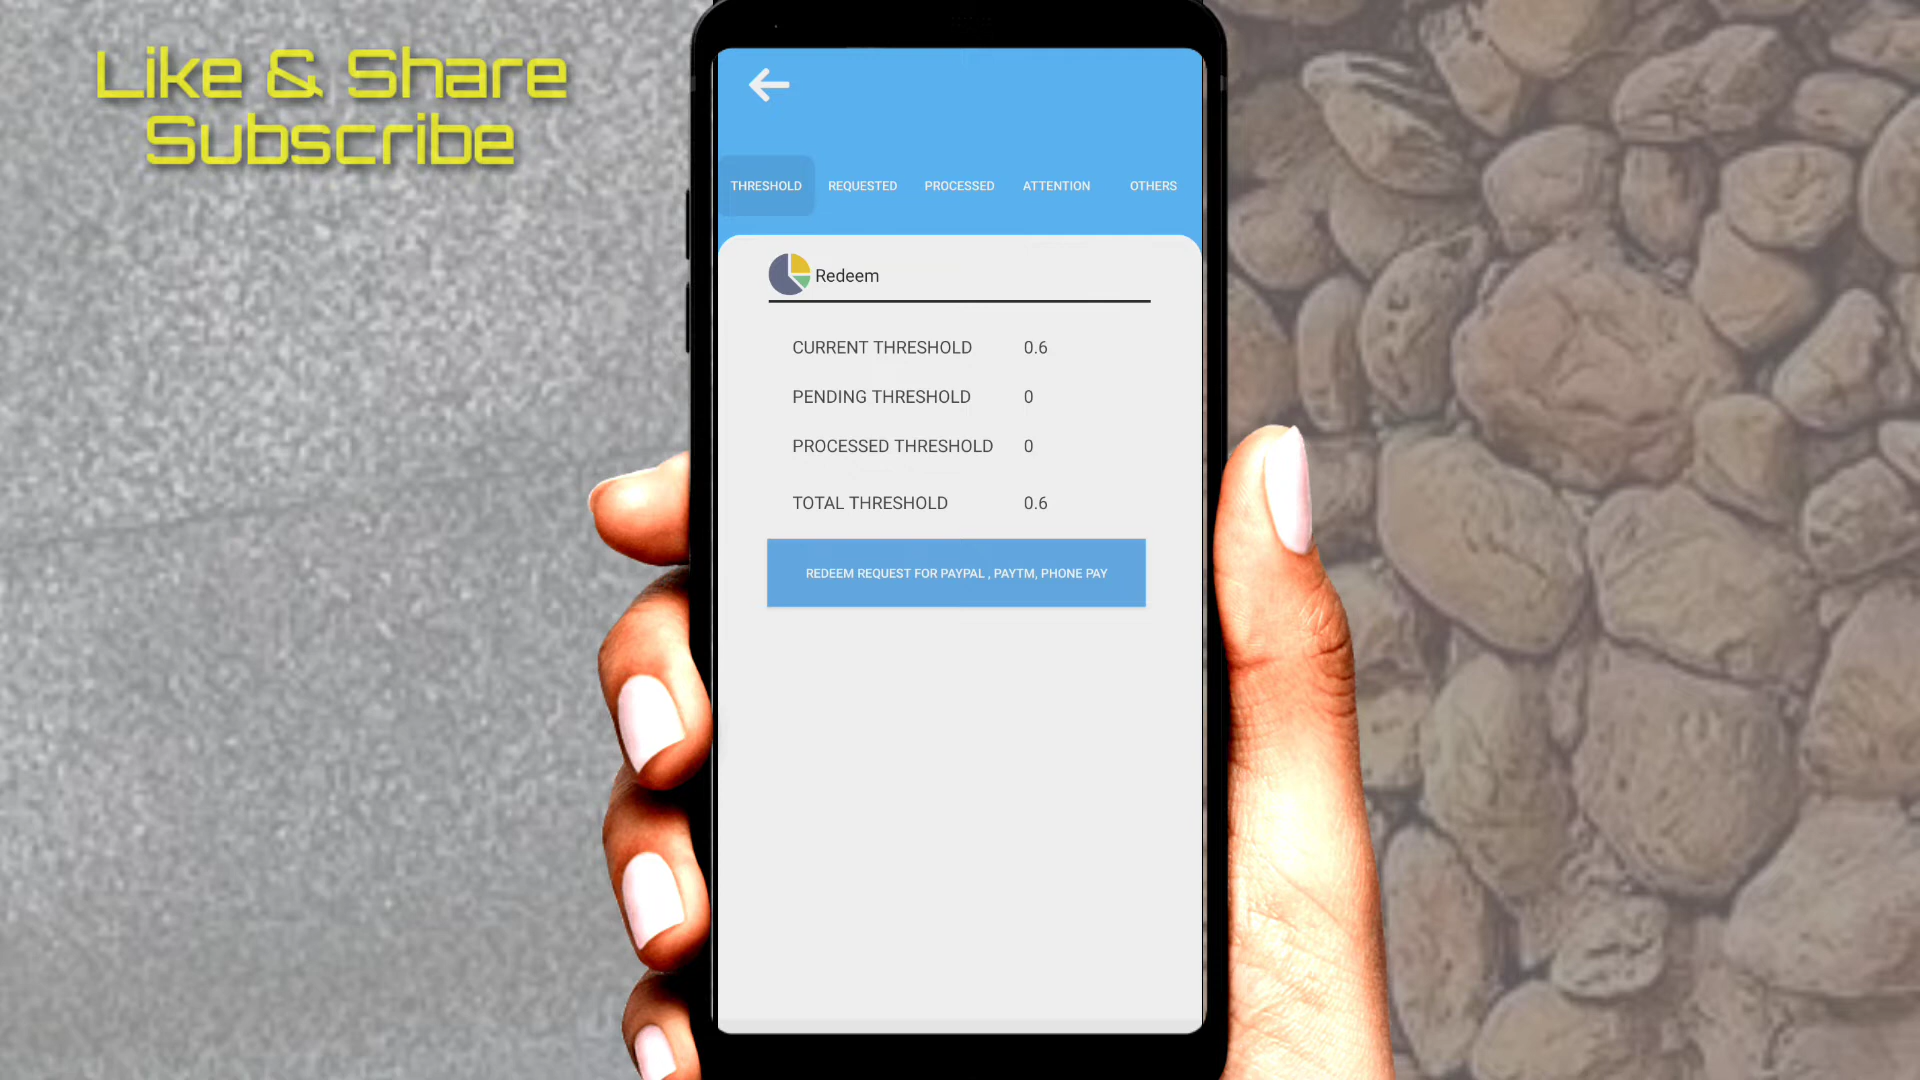 Like & Share
Subscribe
THRESHOLD REQUESTED PROCESSED ATTENTION OTHERS
Redeem
CURRENT THRESHOLD 0.6
PENDING THRESHOLD 0
PROCESSED THRESHOLD 0
TOTAL THRESHOLD 0.6
REDEEM REQUEST FOR PAYPAL , PAYTM, PHONE PAY